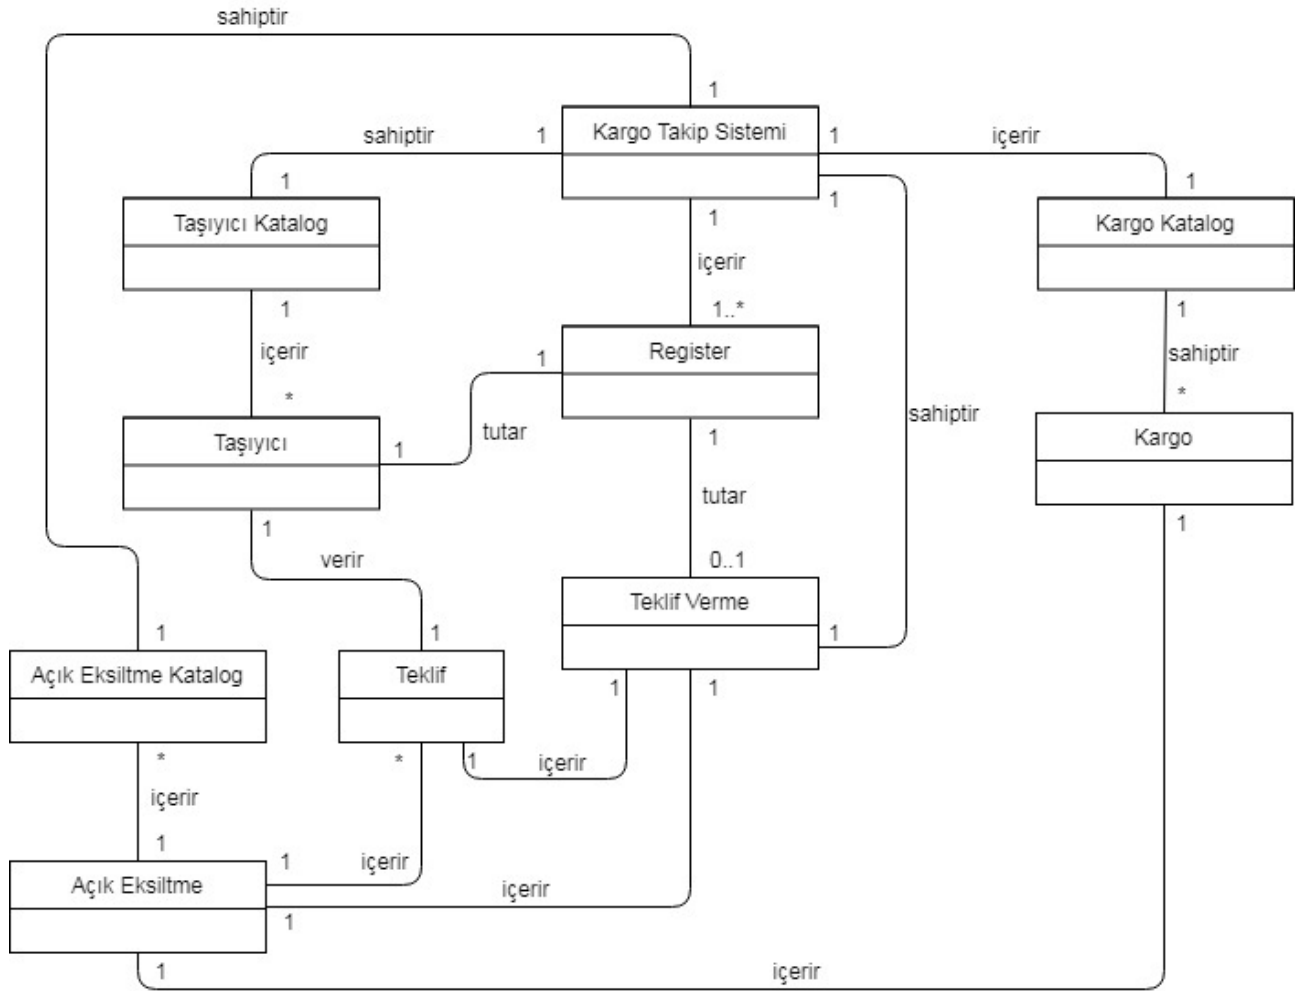 sahiptir
1
Kargo Takip Sistemi
sahiptir
1
1
içerir
1
1
1
1
1
Taşıyıcı Katalog
Kargo Katalog
içerir
1
1..*
1
içerir
1
Register
sahiptir
*
*
sahiptir
tutar
Taşıyıcı
1
1
Kargo
tutar
1
1
verir
0..1
Teklif Verme
1
1
1
Açık Eksiltme Katalog
Teklif
1
1
*
*
1
içerir
içerir
1
1
içerir
Açık Eksiltme
içerir
1
1
içerir